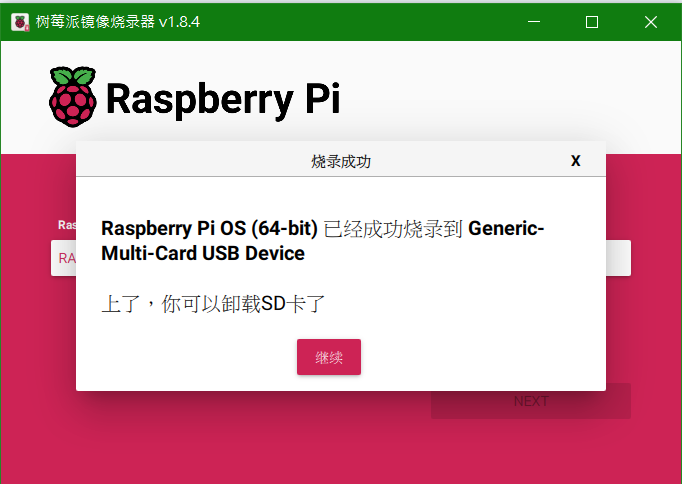 树莓派镜像烧录器 v1.8.4
Raspberry Pi
烧录成功
X
Ras
RA
Raspberry Pi OS (64-bit) 已经成功烧录到 Generic-
Multi-Card USB Device
上了，你可以卸载SD卡了
继续
NEXT